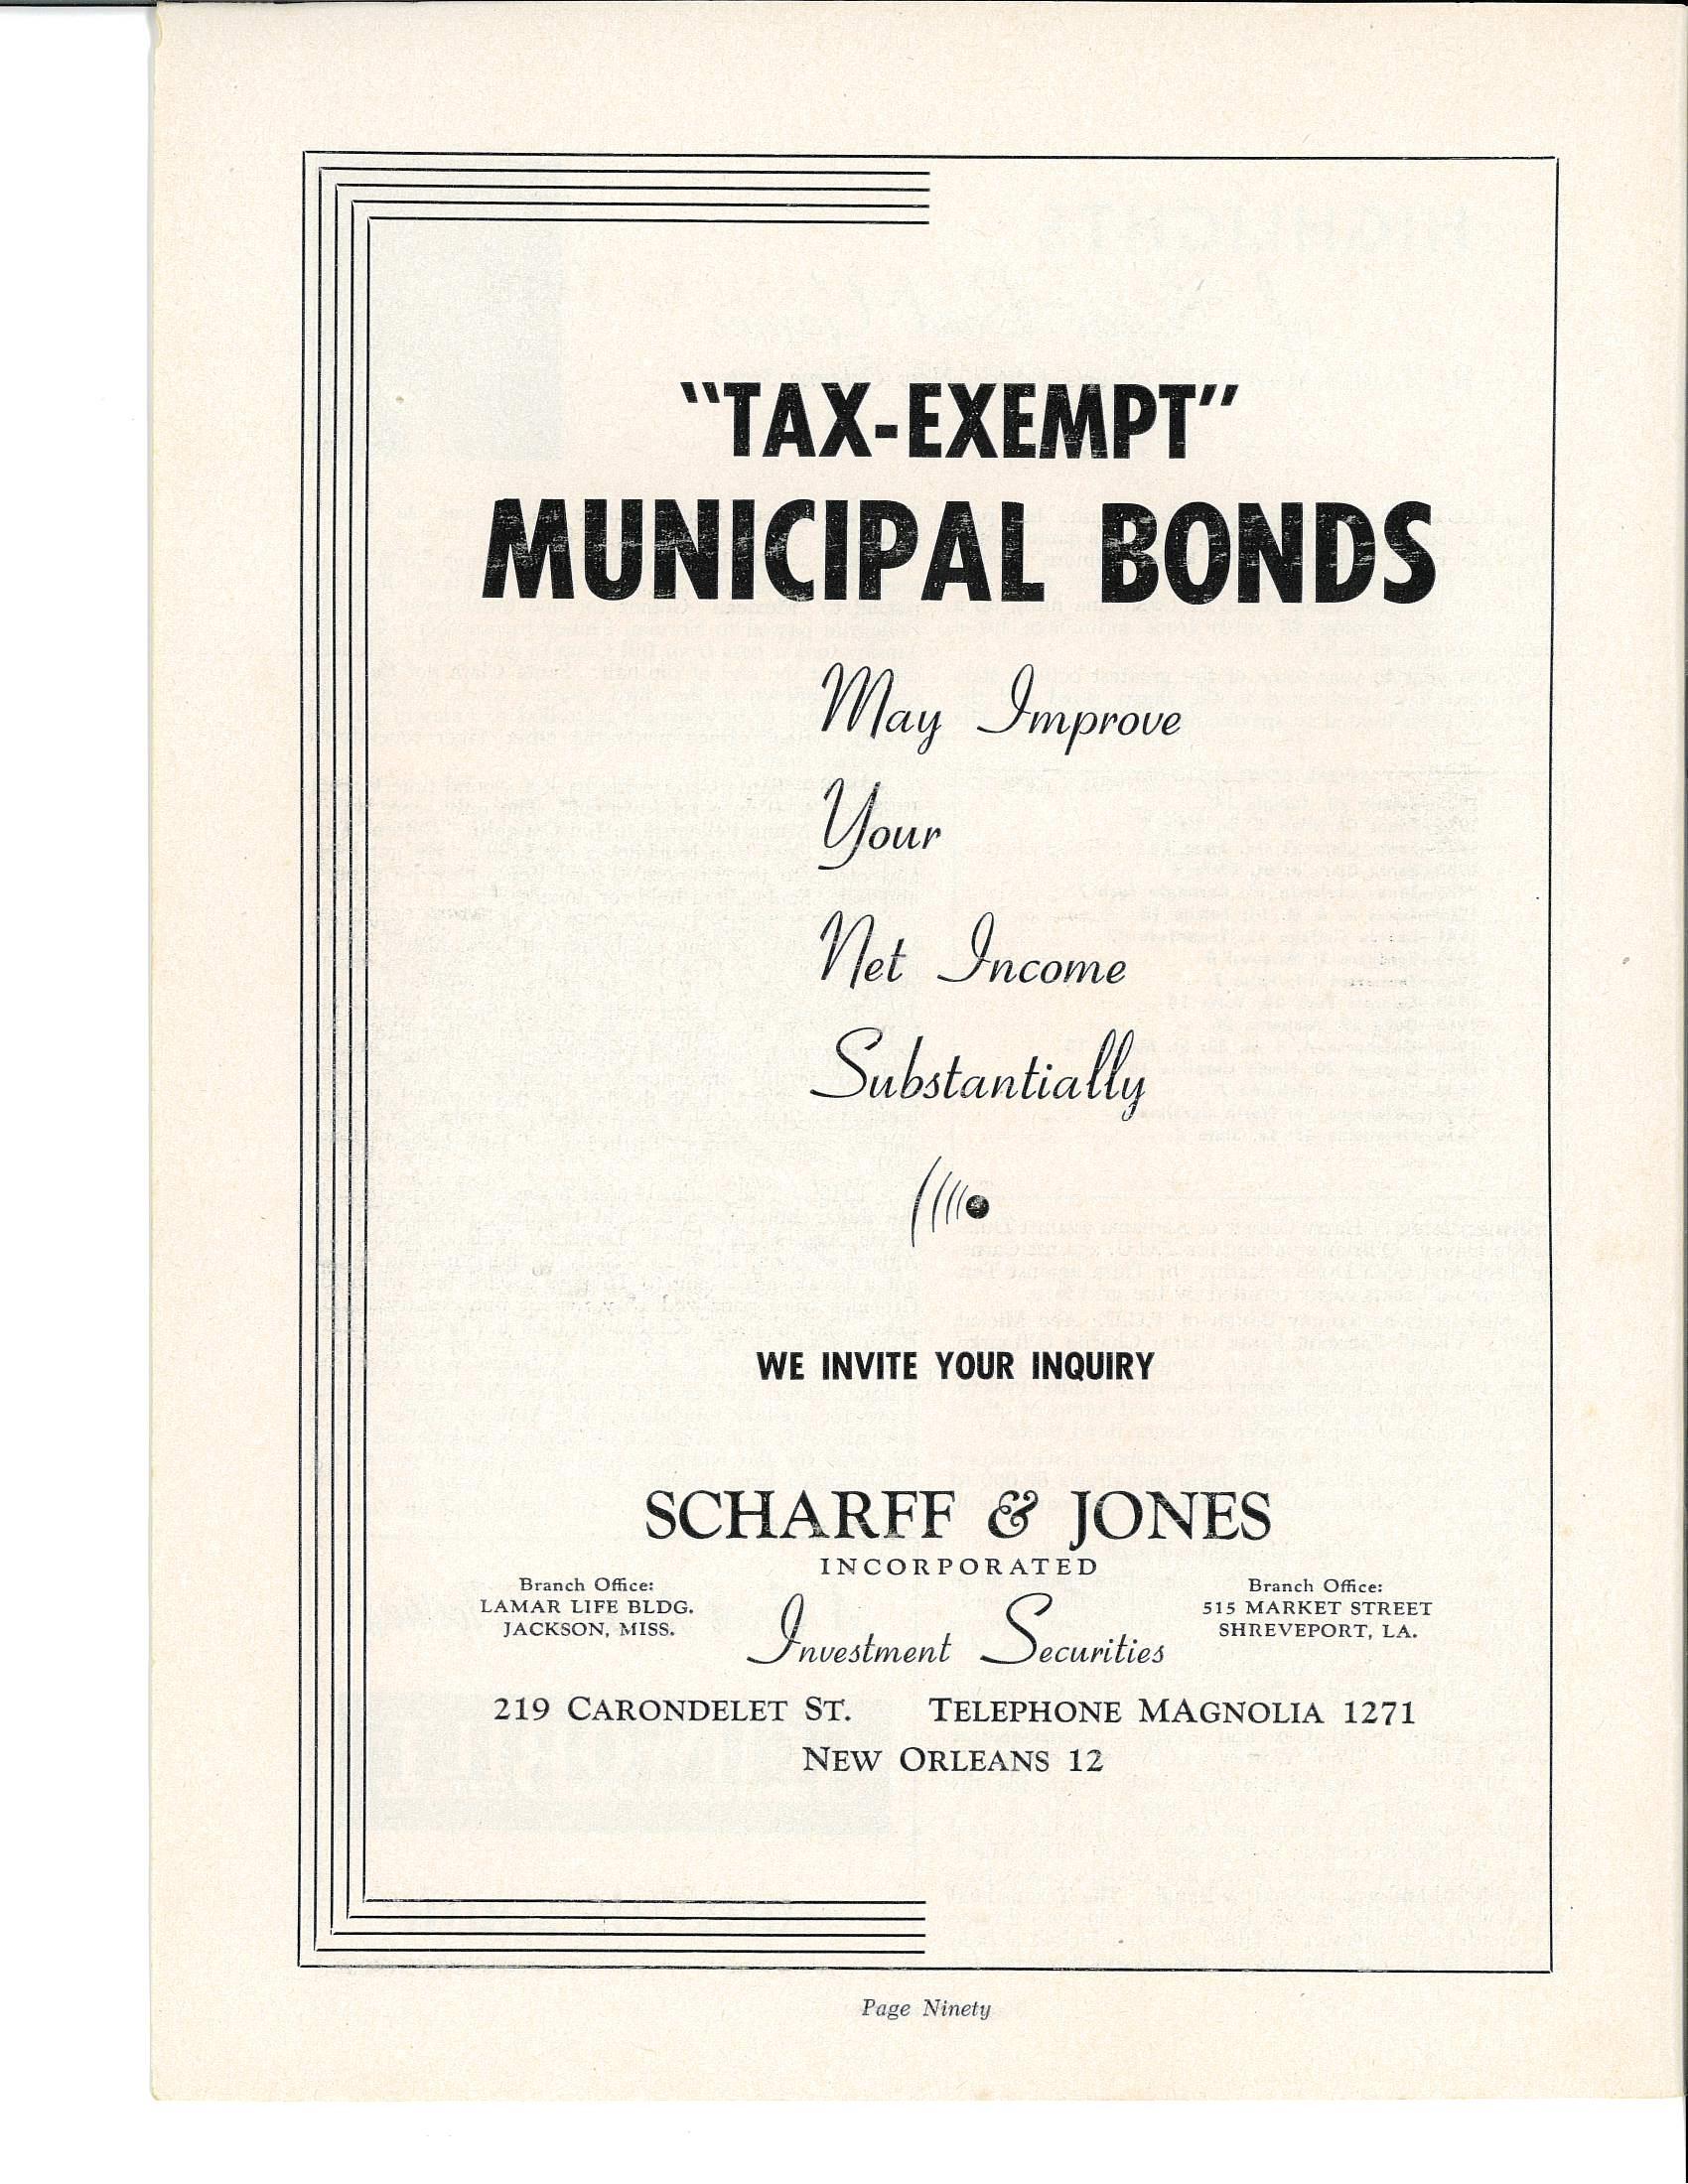 "TAX-EXEMPT"
MUNICIPAL BONDS
May Improve
Your
Net Income
Substantially
WE INVITE YOUR INQUIRY
SCHARFF & JONES
INCORPORATED
Branch Office:
LAMAR LIFE BLDG.
JACKSON, MISS.
Investment Securities
Branch Office:
515 MARKET STREET
SHREVEPORT, LA.
219 CARONDELET ST. TELEPHONE MAGNOLIA 1271
NEW ORLEANS 12
Page Ninety